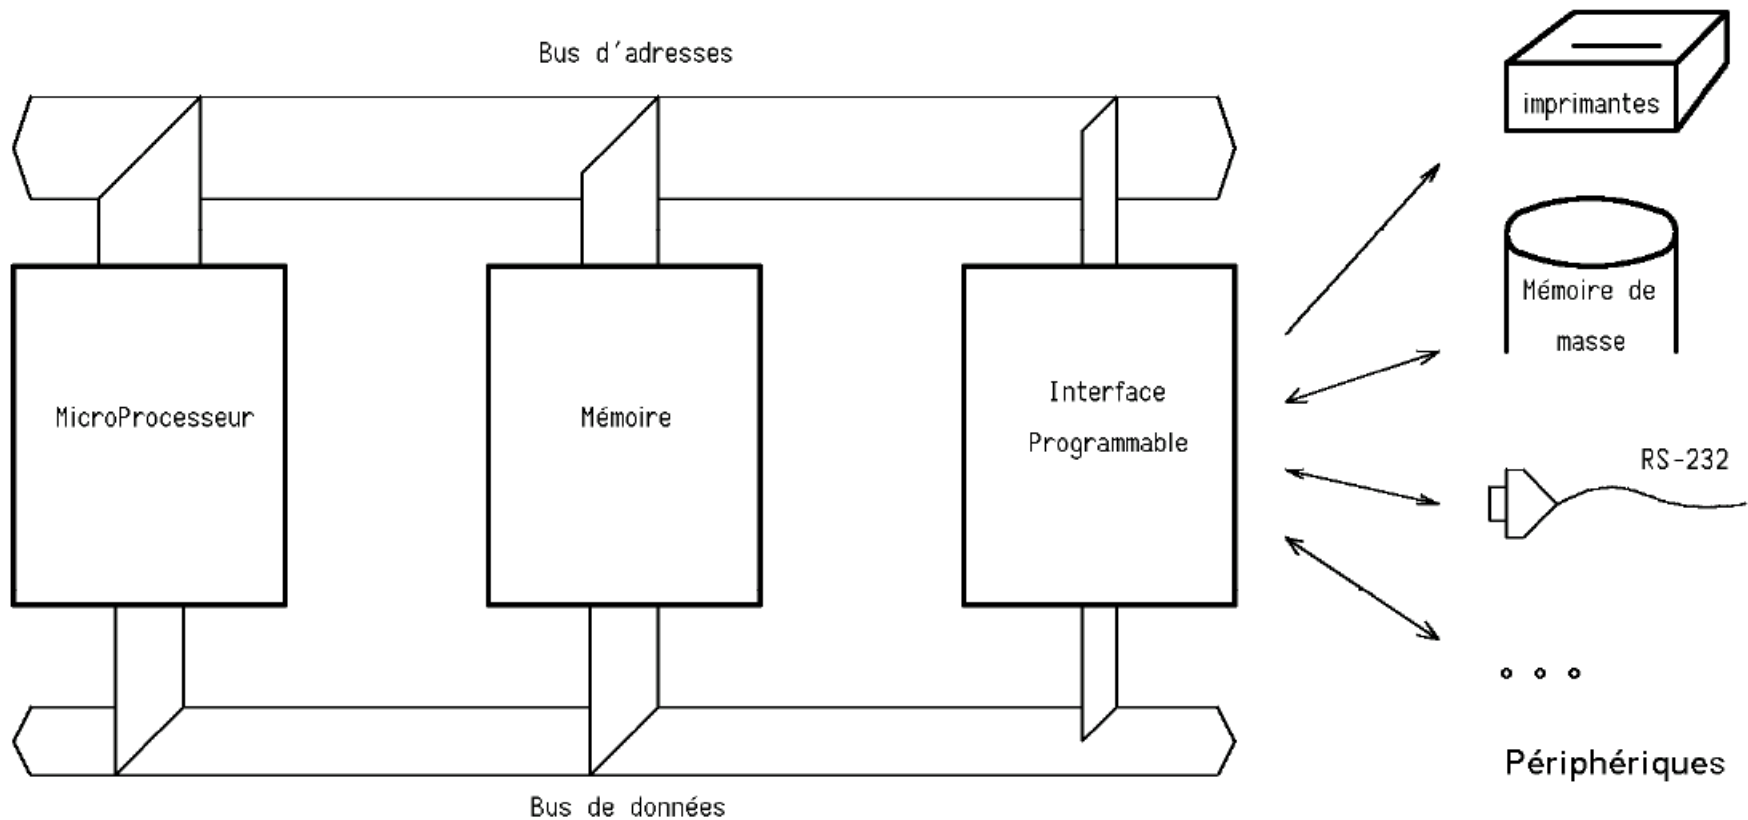 Bus d'adresses
imprimantes
Mémoire de
masse
MicroProcesseur
Mémoire
Interface
Programmable
RS-232
Périphériques
Bus de données